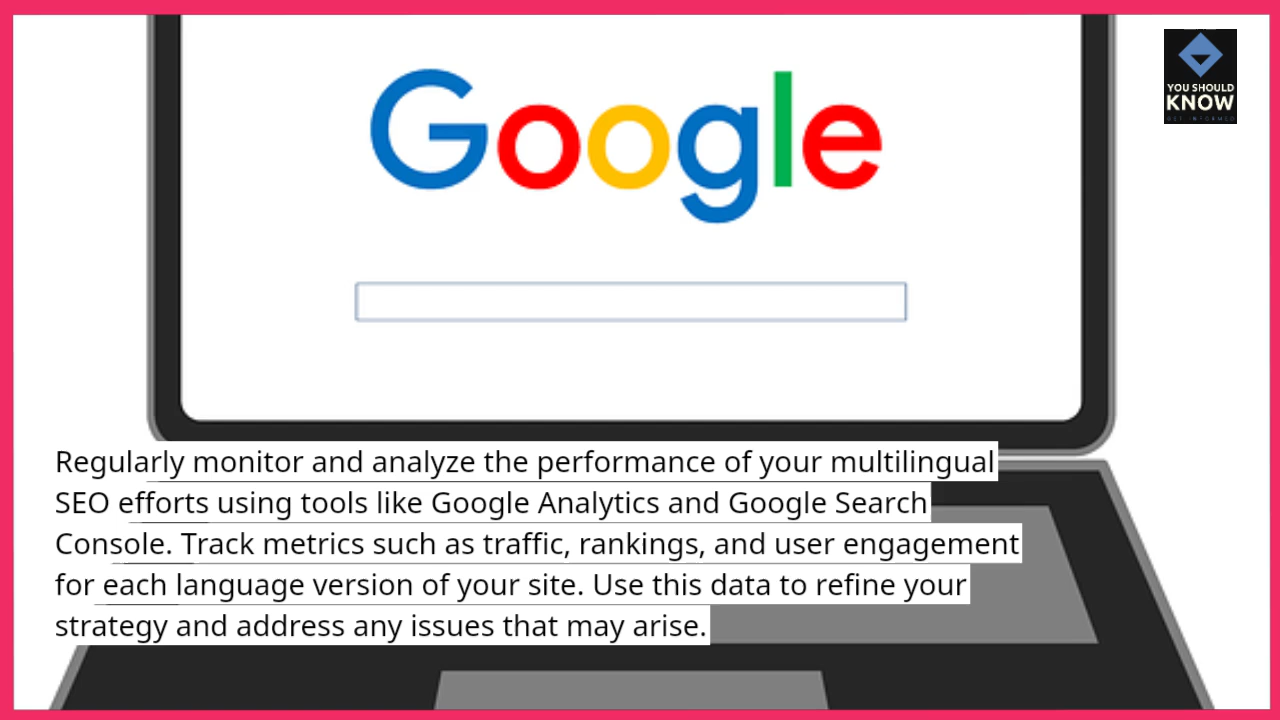 Google
YOU SHOULD
KNOW
GET INFORMED
Regularly monitor and analyze the performance of your multilingual
SEO efforts using tools like Google Analytics and Google Search
Console. Track metrics such as traffic, rankings, and user engagement
for each language version of your site. Use this data to refine your
strategy and address any issues that may arise.